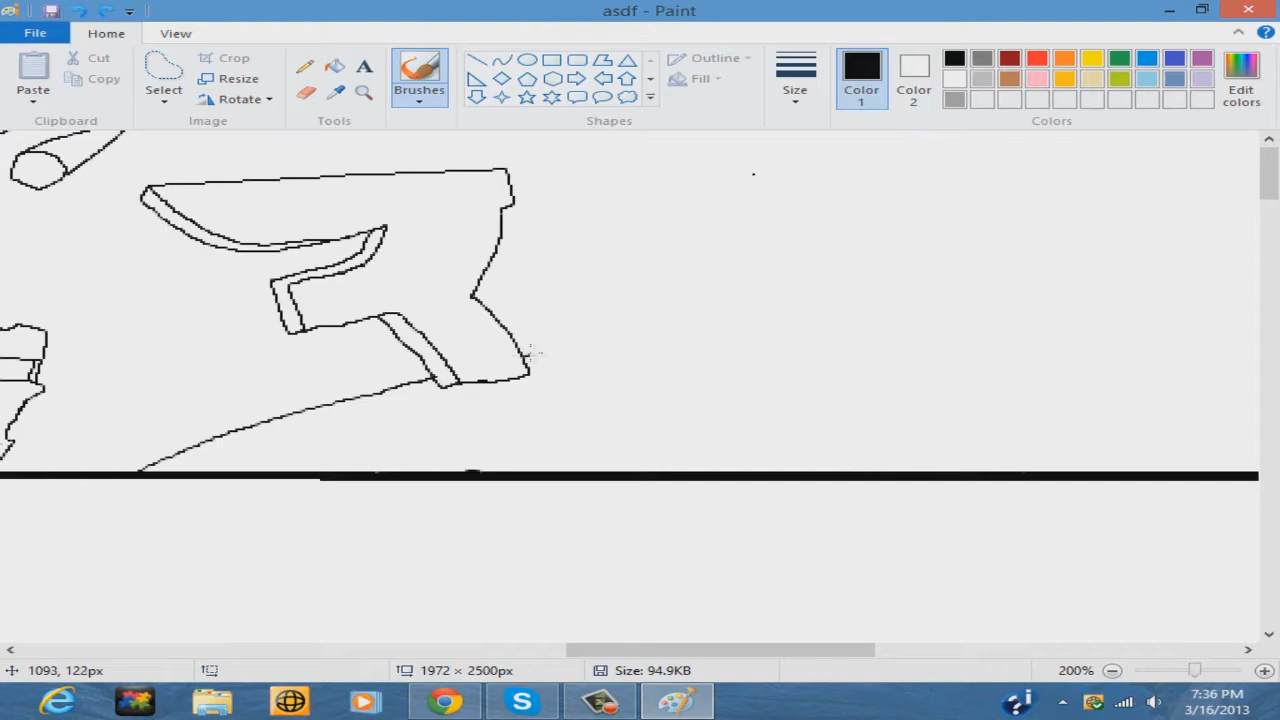 asdf - Paint
File Home View
Paste
Cut
Copy
Clipboard
Select
Crop
Resize
Rotate
Image
A
Tools
Brushes
Shapes
Outline
Fill
Size
Color 1
Color 2
Edit colors
Colors
1093, 122px
1972 × 2500px
Size: 94.9KB
200%
7:36 PM
3/16/2013